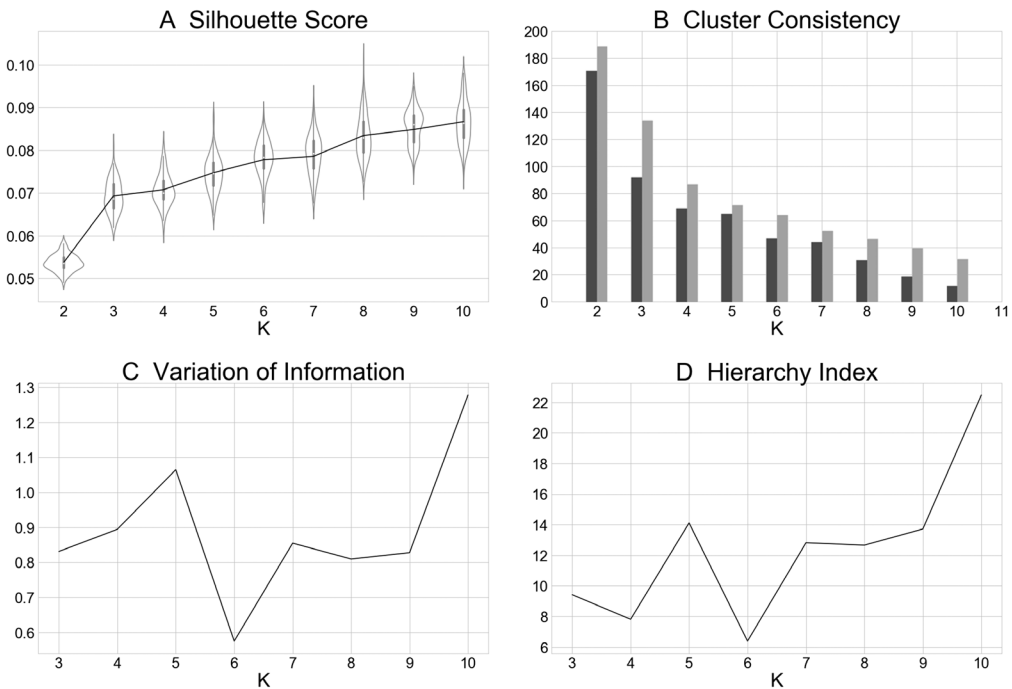 A Silhouette Score
0.10
0.09
0.08
0.07
0.06
0.05
2 3 4 5 6 7 8 9 10
K
B Cluster Consistency
200
180
160
140
120
100
80
60
40
20
0
2 3 4 5 6 7 8 9 10 11
K
C Variation of Information
1.3
1.2
1.1
1.0
0.9
0.8
0.7
0.6
3 4 5 6 7 8 9 10
K
D Hierarchy Index
22
20
18
16
14
12
10
8
6
3 4 5 6 7 8 9 10
K